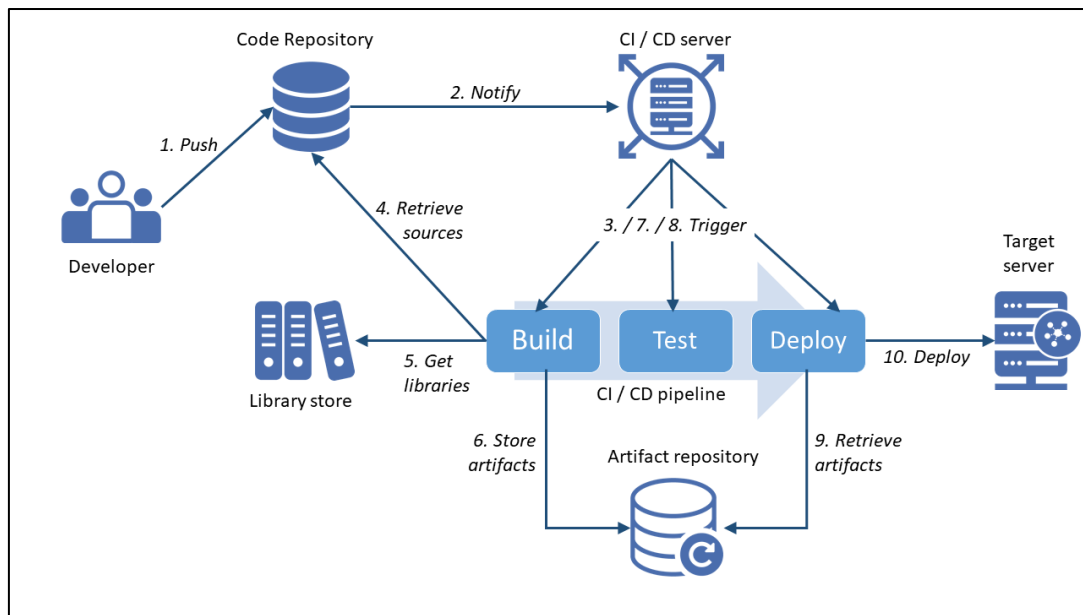 Code Repository
CI / CD server
2. Notify
1. Push
4. Retrieve
sources
3. / 7. / 8. Trigger
Developer
Target
server
Build
Test
Deploy
5. Get
libraries
10. Deploy
Library store
CI / CD pipeline
6. Store
artifacts
Artifact repository
9. Retrieve
artifacts